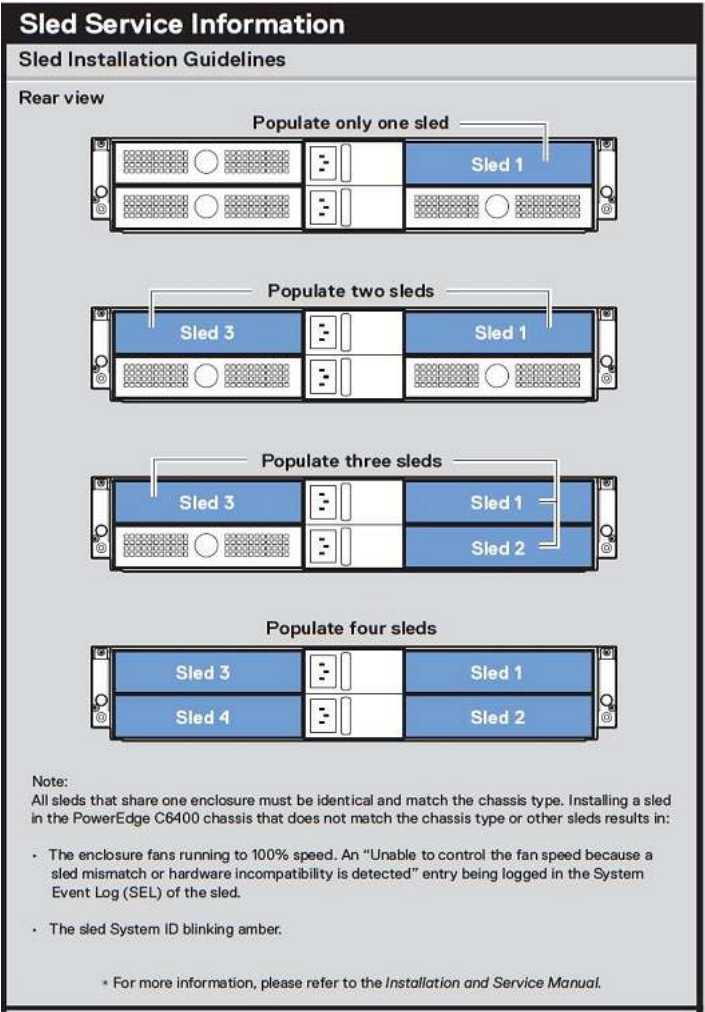 Sled Service Information
Sled Installation Guidelines
Rear view
Populate only one sled
Sled 1
Populate two sleds
Sled 3
Sled 1
Populate three sleds
Sled 3
Sled 1
Sled 2
Populate four sleds
Sled 3
Sled 1
Sled 4
Sled 2
Note:
All sleds that share one enclosure must be identical and match the chassis type. Installing a sled
in the PowerEdge C6400 chassis that does not match the chassis type or other sleds results in:
• The enclosure fans running to 100% speed. An “Unable to control the fan speed because a
sled mismatch or hardware incompatibility is detected” entry being logged in the System
Event Log (SEL) of the sled.
• The sled System ID blinking amber.
* For more information, please refer to the Installation and Service Manual.